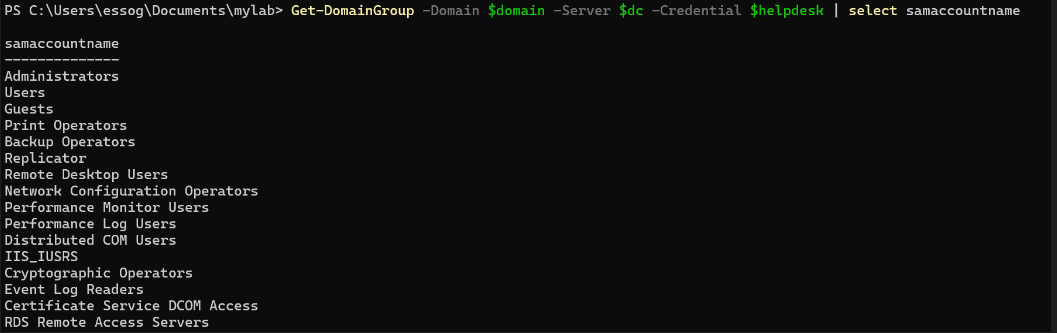 PS C:\Users\essog\Documents\mylab> Get-DomainGroup -Domain $domain -Server $dc -Credential $helpdesk | select samaccountname
samaccountname
--------------
Administrators
Users
Guests
Print Operators
Backup Operators
Replicator
Remote Desktop Users
Network Configuration Operators
Performance Monitor Users
Performance Log Users
Distributed COM Users
IIS_IUSRS
Cryptographic Operators
Event Log Readers
Certificate Service DCOM Access
RDS Remote Access Servers